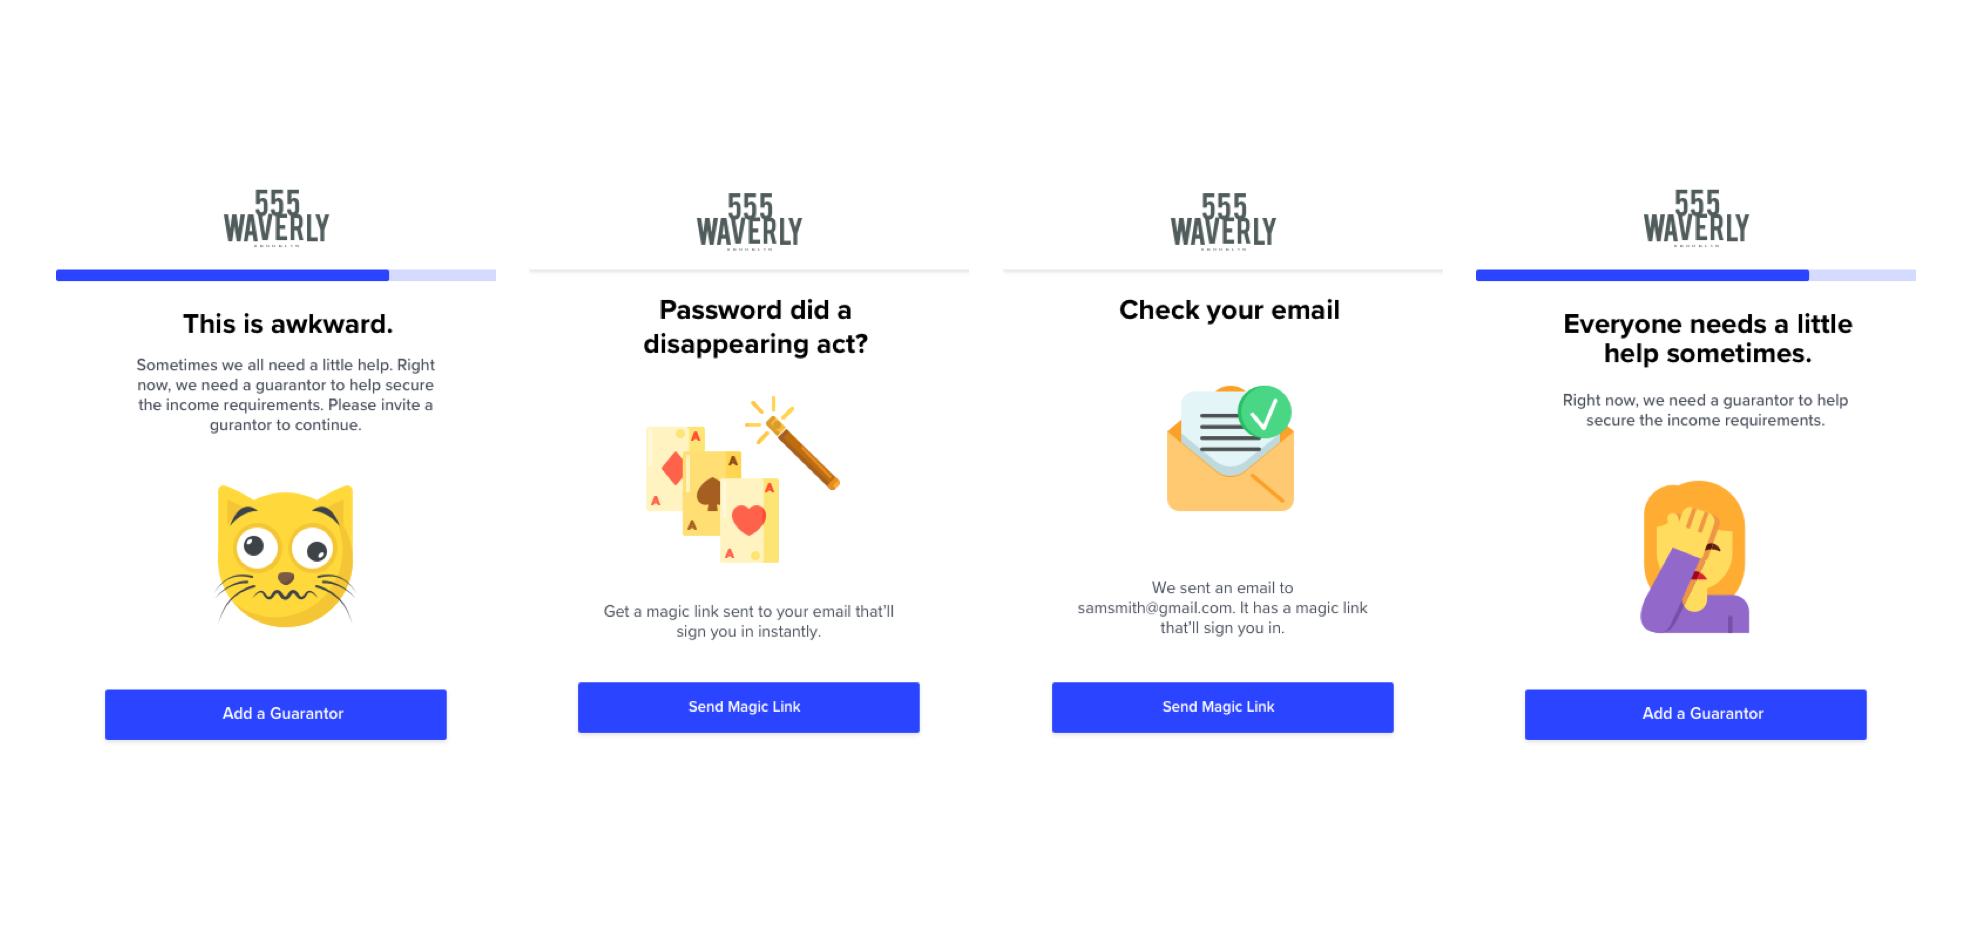 555
WAVERLY
BROOKLYN
This is awkward.
Sometimes we all need a little help. Right
now, we need a guarantor to help secure
the income requirements. Please invite a
gurantor to continue.
Add a Guarantor
555
WAVERLY
BROOKLYN
Password did a
disappearing act?
A
A
A
A
A
A
Get a magic link sent to your email that'll
sign you in instantly.
Send Magic Link
555
WAVERLY
BROOKLYN
Check your email
We sent an email to
samsmith@gmail.com. It has a magic link
that'll sign you in.
Send Magic Link
555
WAVERLY
BROOKLYN
Everyone needs a little
help sometimes.
Right now, we need a guarantor to help
secure the income requirements.
Add a Guarantor